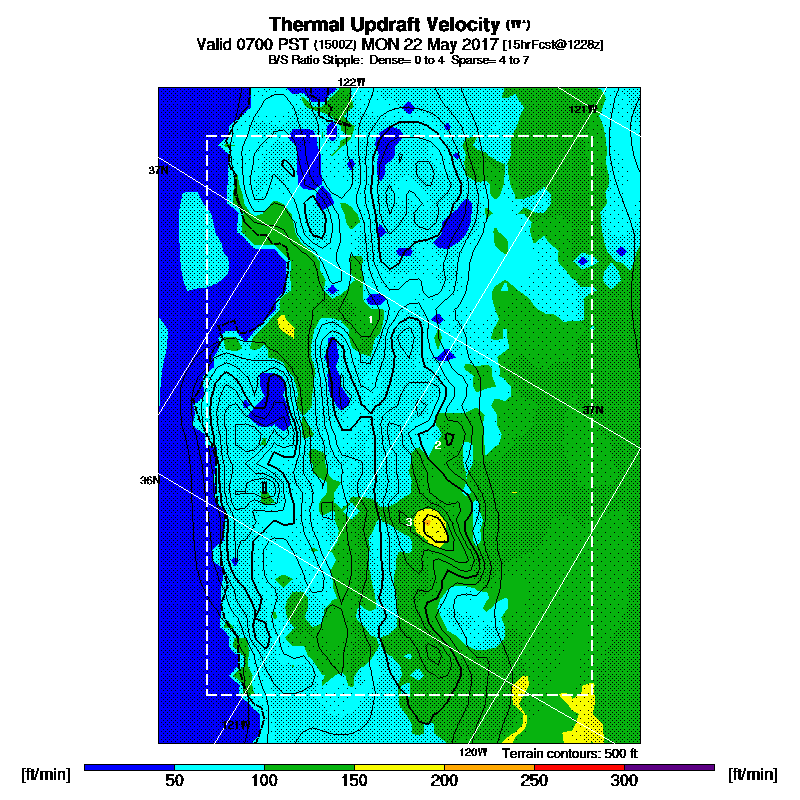 Thermal Updraft Velocity (W*)
Valid 0700 PST (1500Z) MON 22 May 2017 [15hrFcst@1228z]
B/S Ratio Stipple: Dense= 0 to 4 Sparse= 4 to 7
122W
121W
37N
1
37N
2
36N
3
121W
120W
Terrain contours: 500 ft
[ft/min] 50 100 150 200 250 300 [ft/min]